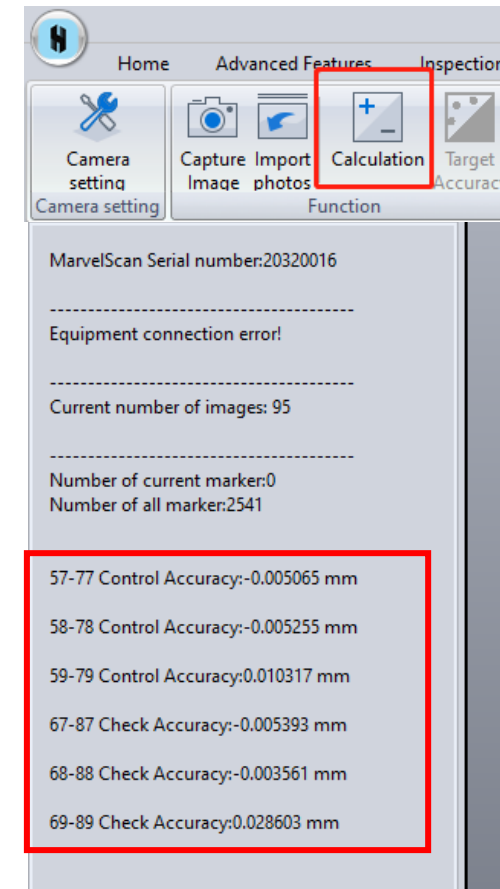 Home Advanced Features Inspection
Camera setting
Capture Image
Import photos
Calculation
Target Accurac
Camera setting
Function
MarvelScan Serial number:20320016
----------------------------------------
Equipment connection error!
----------------------------------------
Current number of images: 95
----------------------------------------
Number of current marker:0
Number of all marker:2541
57-77 Control Accuracy:-0.005065 mm
58-78 Control Accuracy:-0.005255 mm
59-79 Control Accuracy:0.010317 mm
67-87 Check Accuracy:-0.005393 mm
68-88 Check Accuracy:-0.003561 mm
69-89 Check Accuracy:0.028603 mm